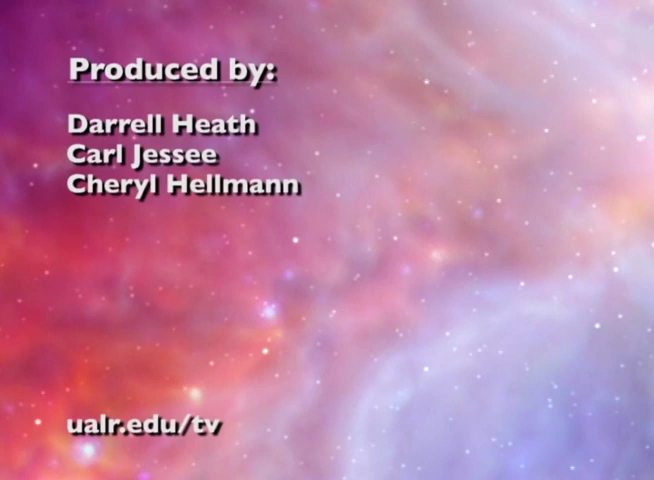 Produced by:
Darrell Heath
Carl Jessee
Cheryl Hellmann
ualr.edu/tv